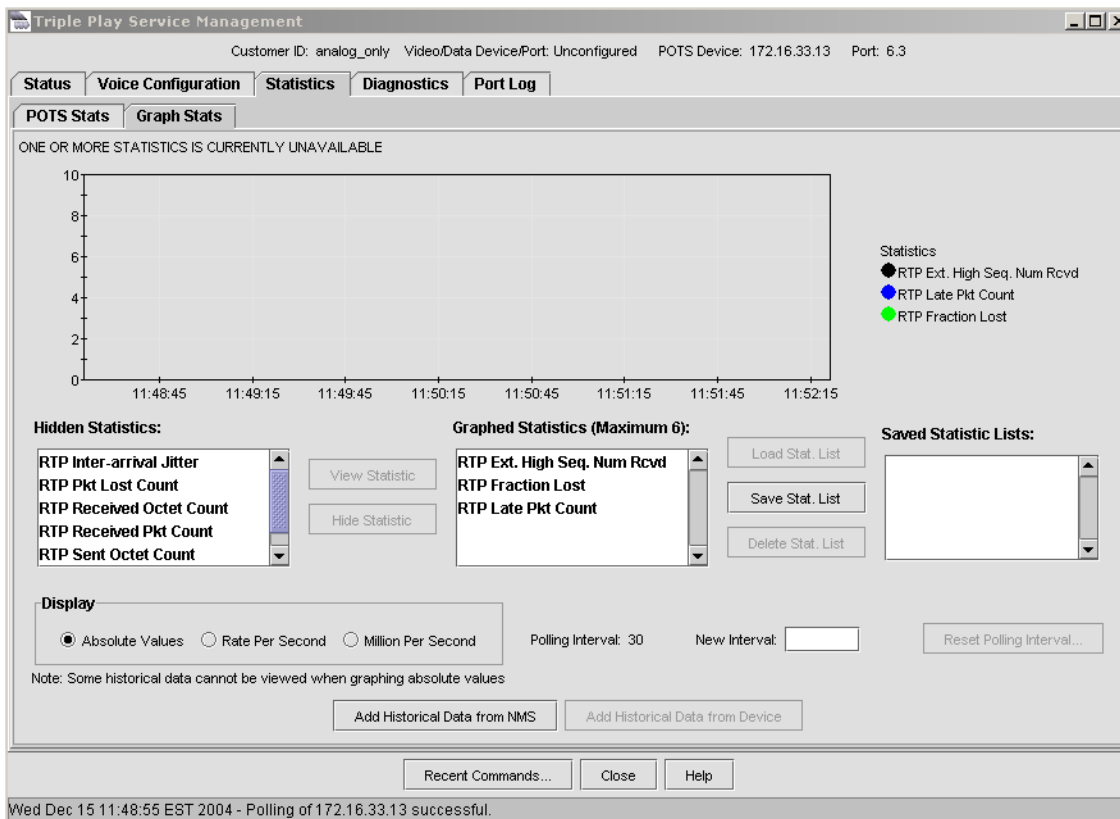 Triple Play Service Management
Customer ID: analog_only Video/Data Device/Port: Unconfigured POTS Device: 172.16.33.13 Port: 6.3
Status Voice Configuration Statistics Diagnostics Port Log
POTS Stats Graph Stats
ONE OR MORE STATISTICS IS CURRENTLY UNAVAILABLE
10
8
6
4
2
0
11:48:45 11:49:15 11:49:45 11:50:15 11:50:45 11:51:15 11:51:45 11:52:15
Statistics
RTP Ext. High Seq. Num Rcvd
RTP Late Pkt Count
RTP Fraction Lost
Hidden Statistics:
RTP Inter-arrival Jitter
RTP Pkt Lost Count
RTP Received Octet Count
RTP Received Pkt Count
RTP Sent Octet Count
View Statistic
Hide Statistic
Graphed Statistics (Maximum 6):
RTP Ext. High Seq. Num Rcvd
RTP Fraction Lost
RTP Late Pkt Count
Load Stat. List
Save Stat. List
Delete Stat. List
Saved Statistic Lists:
Display
Absolute Values Rate Per Second Million Per Second
Polling Interval: 30 New Interval: Reset Polling Interval...
Note: Some historical data cannot be viewed when graphing absolute values
Add Historical Data from NMS Add Historical Data from Device
Recent Commands... Close Help
Wed Dec 15 11:48:55 EST 2004 - Polling of 172.16.33.13 successful.